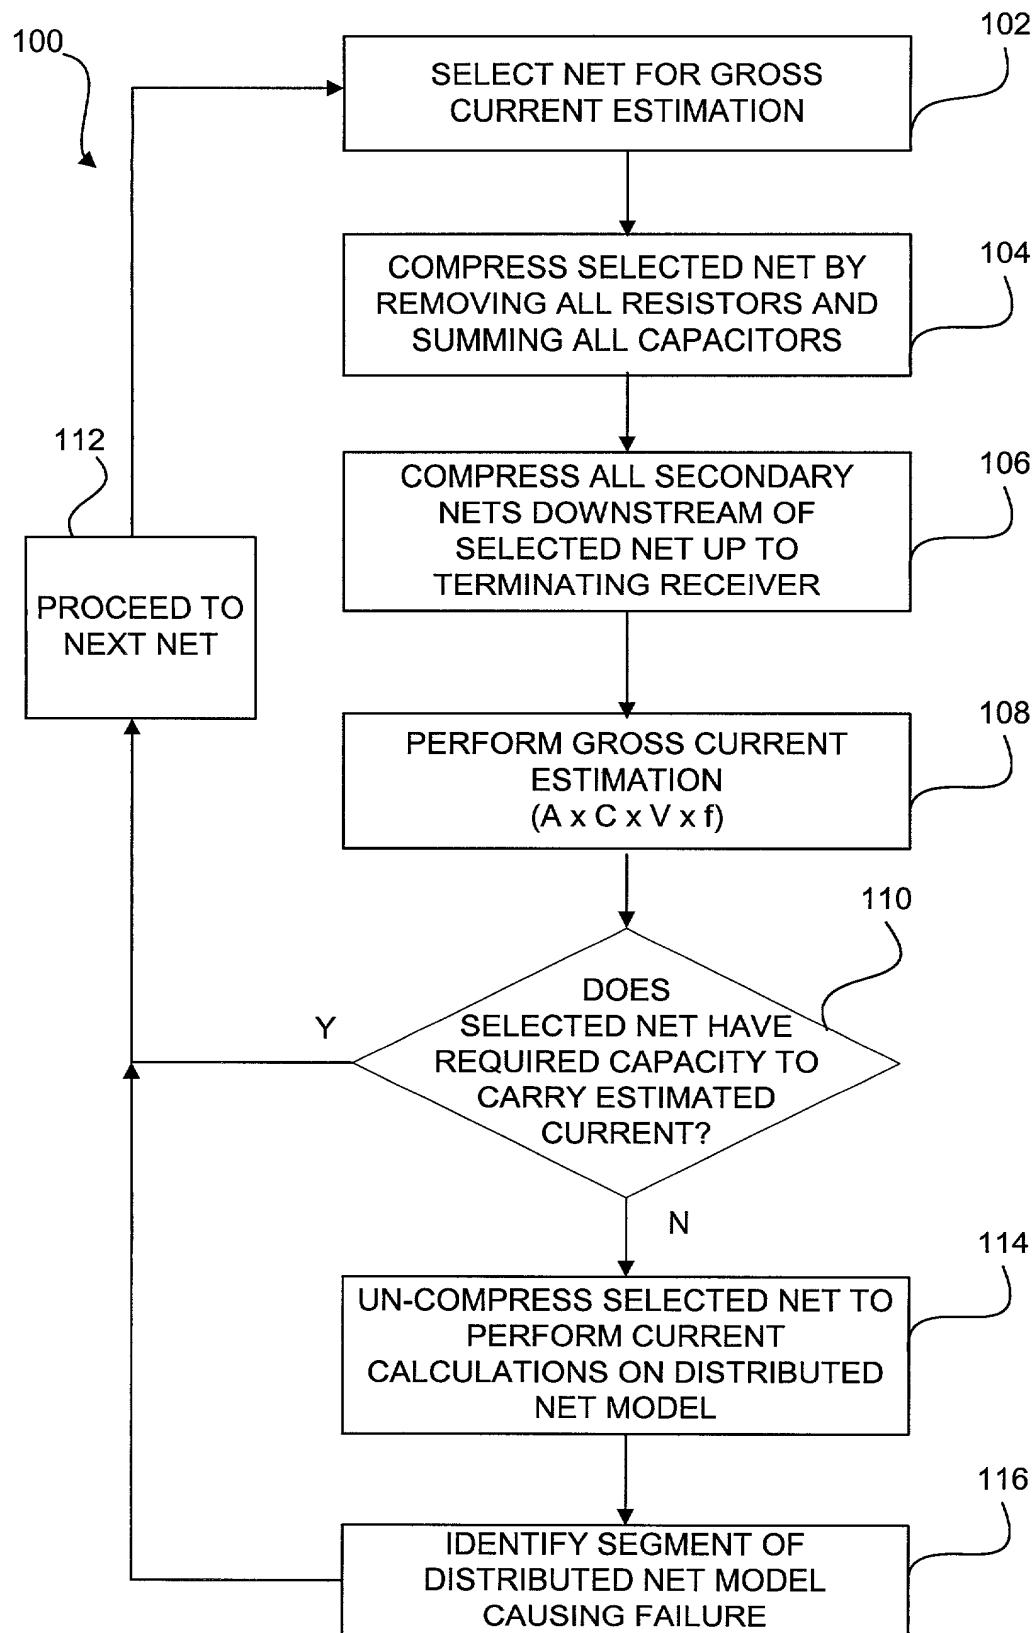 100
102
SELECT NET FOR GROSS
CURRENT ESTIMATION
104
COMPRESS SELECTED NET BY
REMOVING ALL RESISTORS AND
SUMMING ALL CAPACITORS
106
COMPRESS ALL SECONDARY
NETS DOWNSTREAM OF
SELECTED NET UP TO
TERMINATING RECEIVER
112
PROCEED TO
NEXT NET
108
PERFORM GROSS CURRENT
ESTIMATION
(A x C x V x f)
110
DOES
SELECTED NET HAVE
REQUIRED CAPACITY TO
CARRY ESTIMATED
CURRENT?
Y
N
114
UN-COMPRESS SELECTED NET TO
PERFORM CURRENT
CALCULATIONS ON DISTRIBUTED
NET MODEL
116
IDENTIFY SEGMENT OF
DISTRIBUTED NET MODEL
CAUSING FAILURE